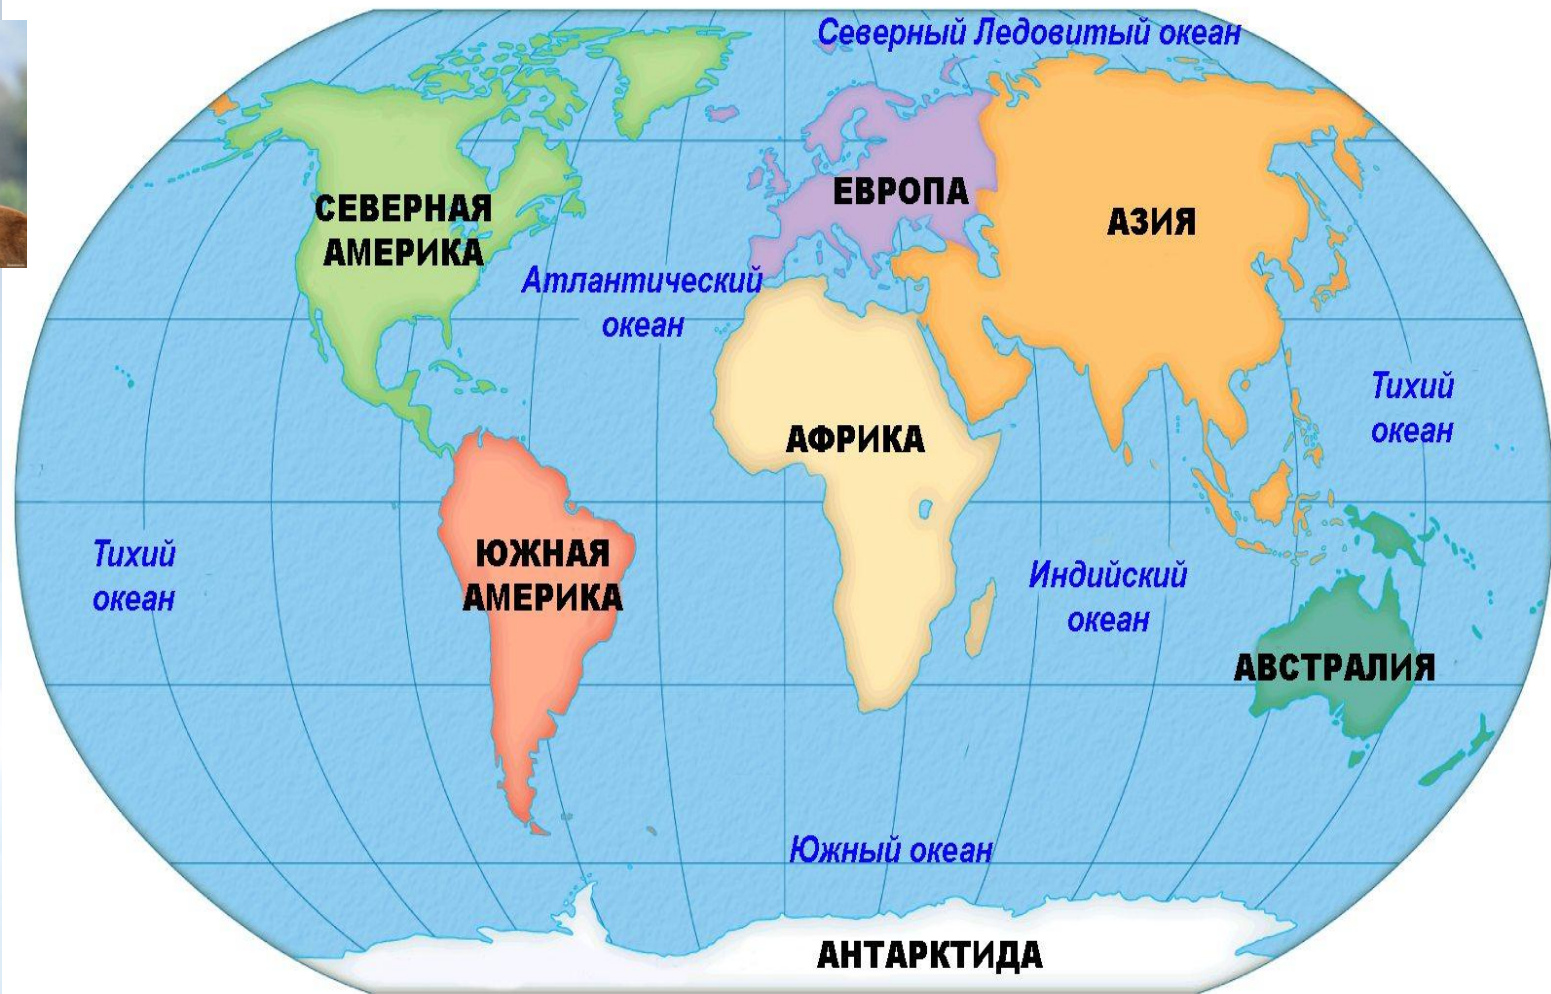 Северный Ледовитый океан
ЕВРОПА
СЕВЕРНАЯ
АМЕРИКА
АЗИЯ
Атлантический
океан
Тихий
океан
АФРИКА
Тихий
океан
ЮЖНАЯ
АМЕРИКА
Индийский
океан
АВСТРАЛИЯ
Южный океан
АНТАРКТИДА